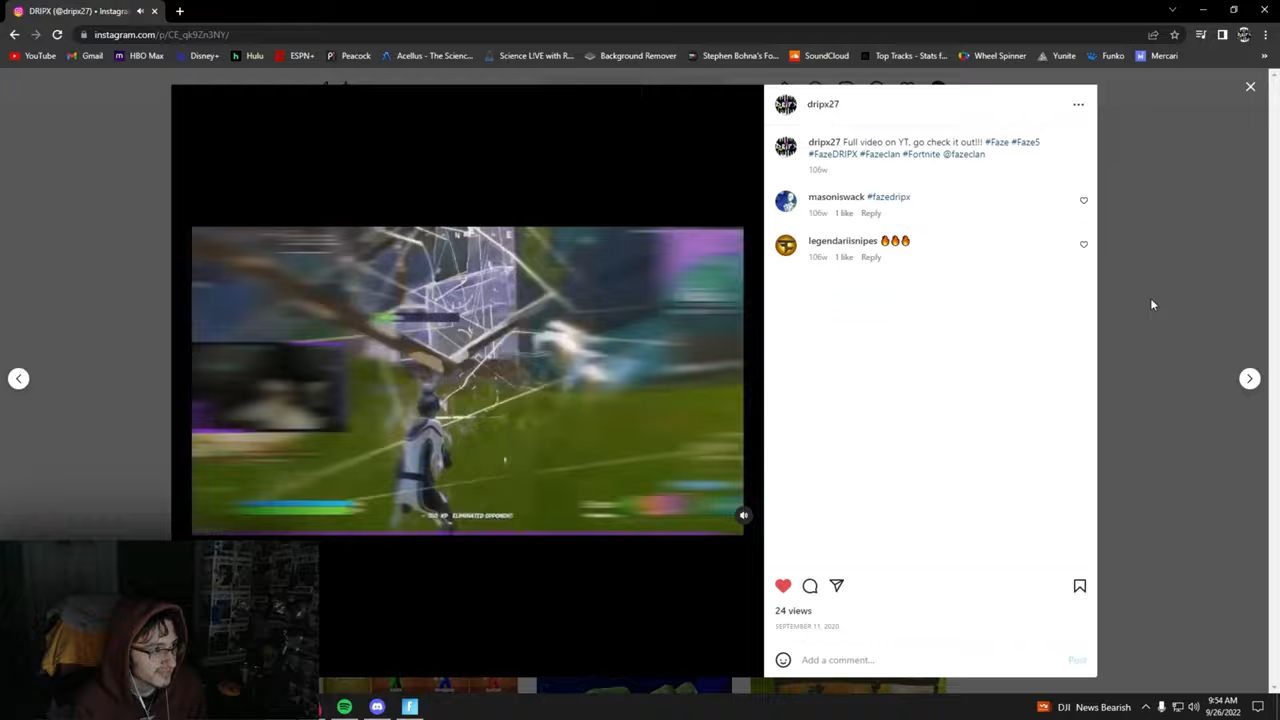 DRIPX (@dripx27) • Instagra
instagram.com/p/CE_qk9Zn3NY/
YouTube
Gmail
HBO Max
Disney+
Hulu
ESPN+
Peacock
Acellus - The Scienc...
Science LIVE with R...
Background Remover
Stephen Bohna's Fo...
SoundCloud
Top Tracks - Stats f...
Wheel Spinner
Yunite
Funko
Mercari
dripx27
dripx27 Full video on YT, go check it out!!! #Faze #Faze5
#FazeDRIPX #Fazeclan #Fortnite @fazeclan
106w
masoniswack #fazedripx
106w 1 like Reply
legendariisnipes 🔥🔥🔥
106w 1 like Reply
XP ELIMINATED OPPONENT
24 views
SEPTEMBER 11, 2020
Add a comment...
Post
DJI News Bearish
9:54 AM
9/26/2022